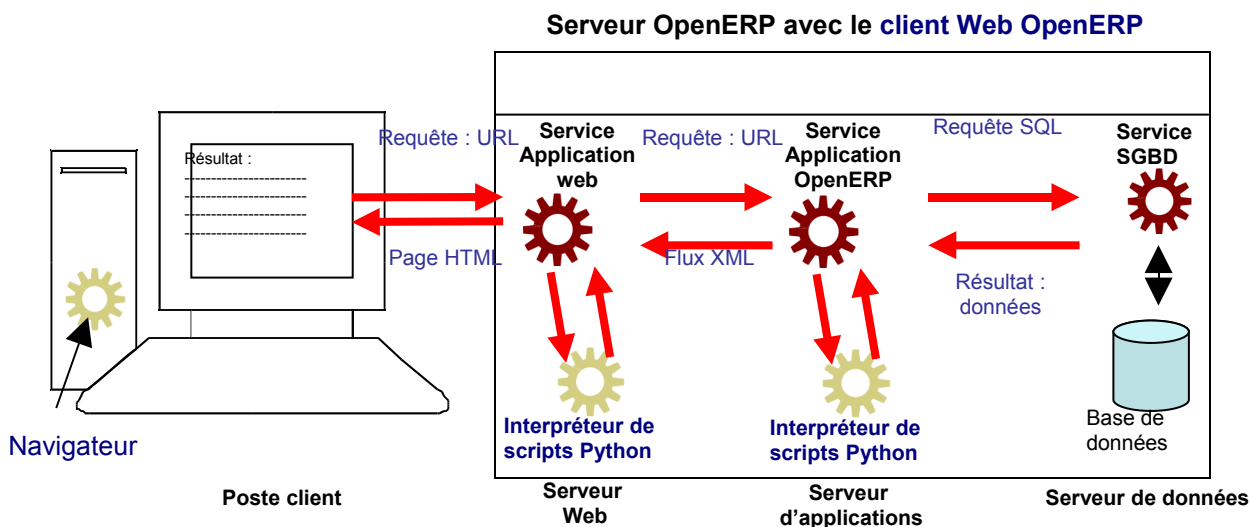 Serveur OpenERP avec le client Web OpenERP
Requête : URL
Service
Application
web
Requête : URL
Service
Application
OpenERP
Requête SQL
Service
SGBD
Résultat :
--------------------
--------------------
--------------------
--------------------
Page HTML
Flux XML
Résultat :
données
Navigateur
Interpréteur de
scripts Python
Interpréteur de
scripts Python
Base de
données
Poste client
Serveur
Web
Serveur
d'applications
Serveur de données